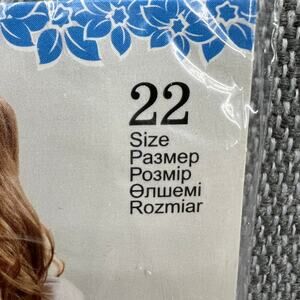 22
Size
Размер
Розмір
Өлшемі
Rozmiar